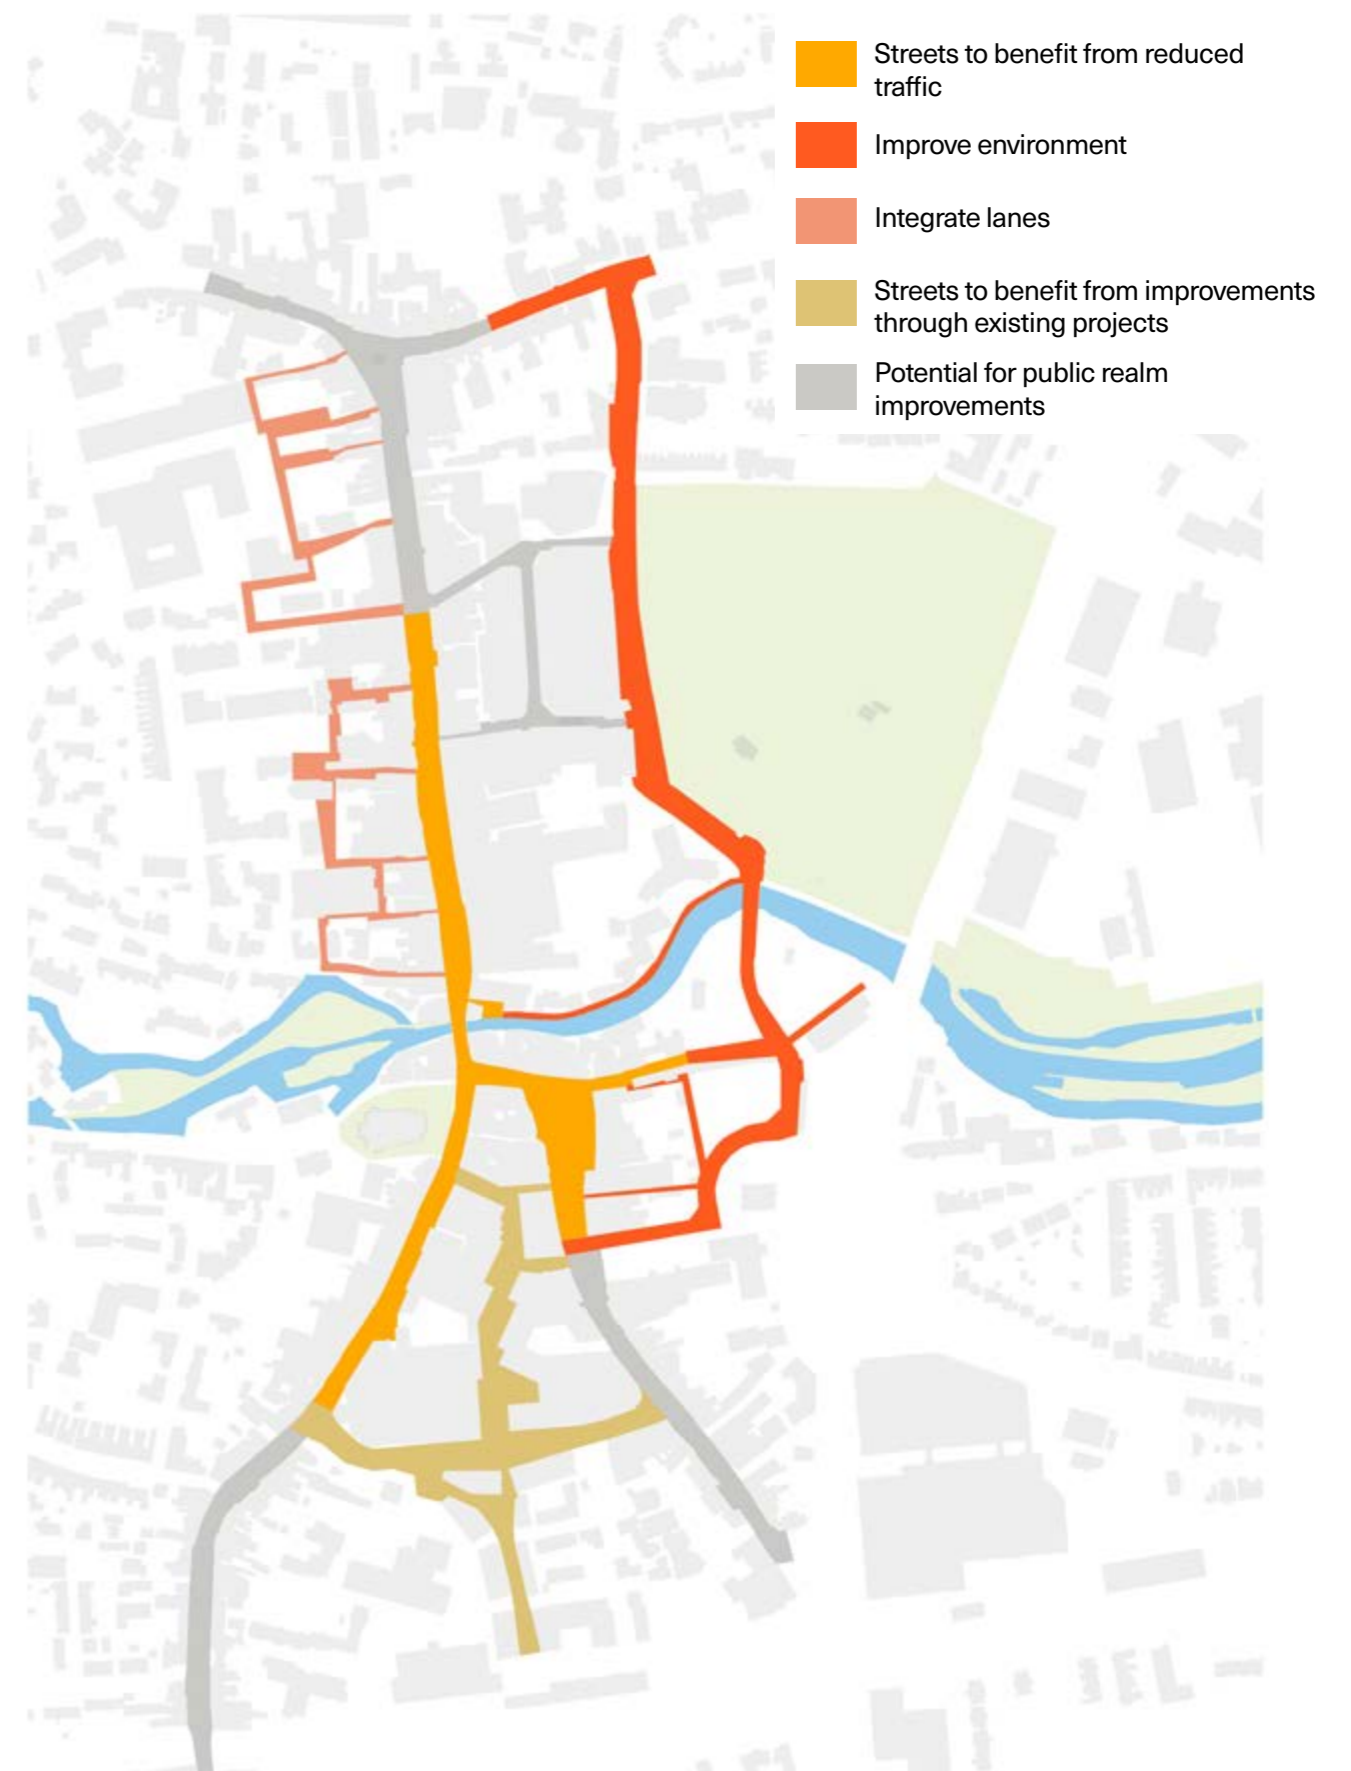 Streets to benefit from reduced
traffic
Improve environment
Integrate lanes
Streets to benefit from improvements
through existing projects
Potential for public realm
improvements